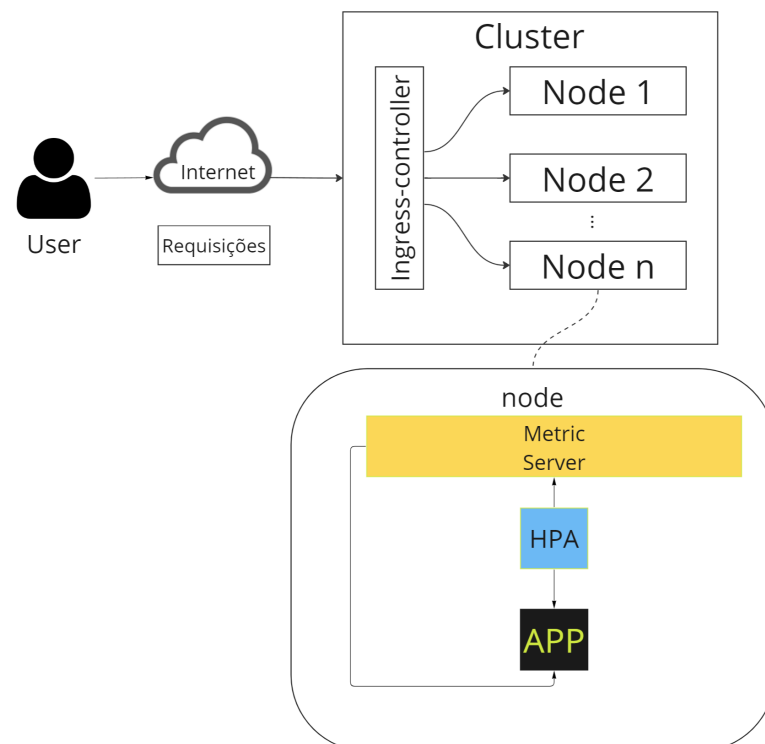 Cluster
Ingress-controller
Node 1
Internet
Node 2
User
Requisições
...
Node n
node
Metric
Server
HPA
APP